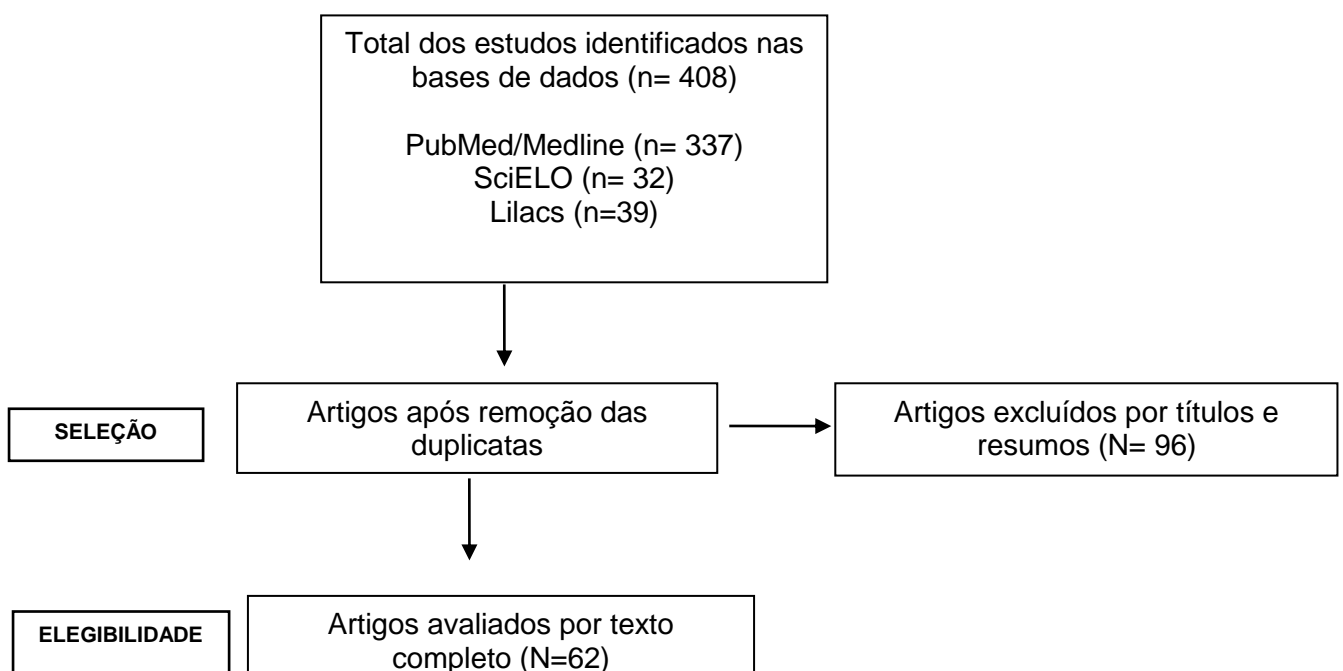 Total dos estudos identificados nas
bases de dados (n= 408)
PubMed/Medline (n= 337)
SciELO (n= 32)
Lilacs (n=39)
SELEÇÃO
Artigos após remoção das
duplicatas
Artigos excluídos por títulos e
resumos (N= 96)
ELEGIBILIDADE
Artigos avaliados por texto
completo (N=62)